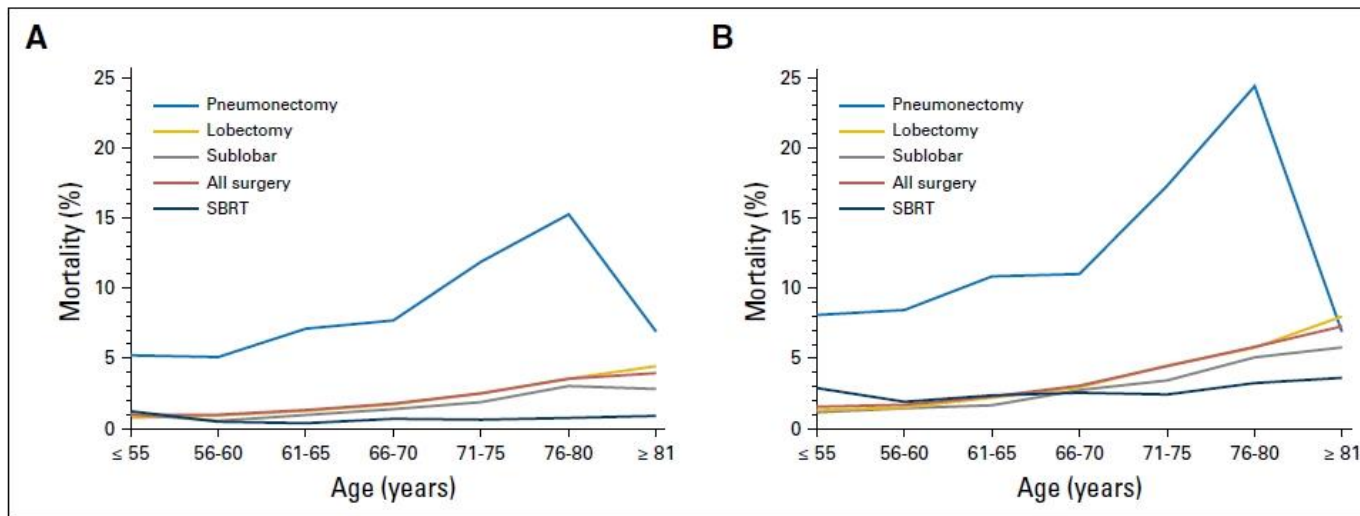 A
Mortality (%)
25
20
15
10
5
0
Pneumonectomy
Lobectomy
Sublobar
All surgery
SBRT
≤ 55 56-60 61-65 66-70 71-75 76-80 ≥ 81
Age (years)
B
Mortality (%)
25
20
15
10
5
0
Pneumonectomy
Lobectomy
Sublobar
All surgery
SBRT
≤ 55 56-60 61-65 66-70 71-75 76-80 ≥ 81
Age (years)